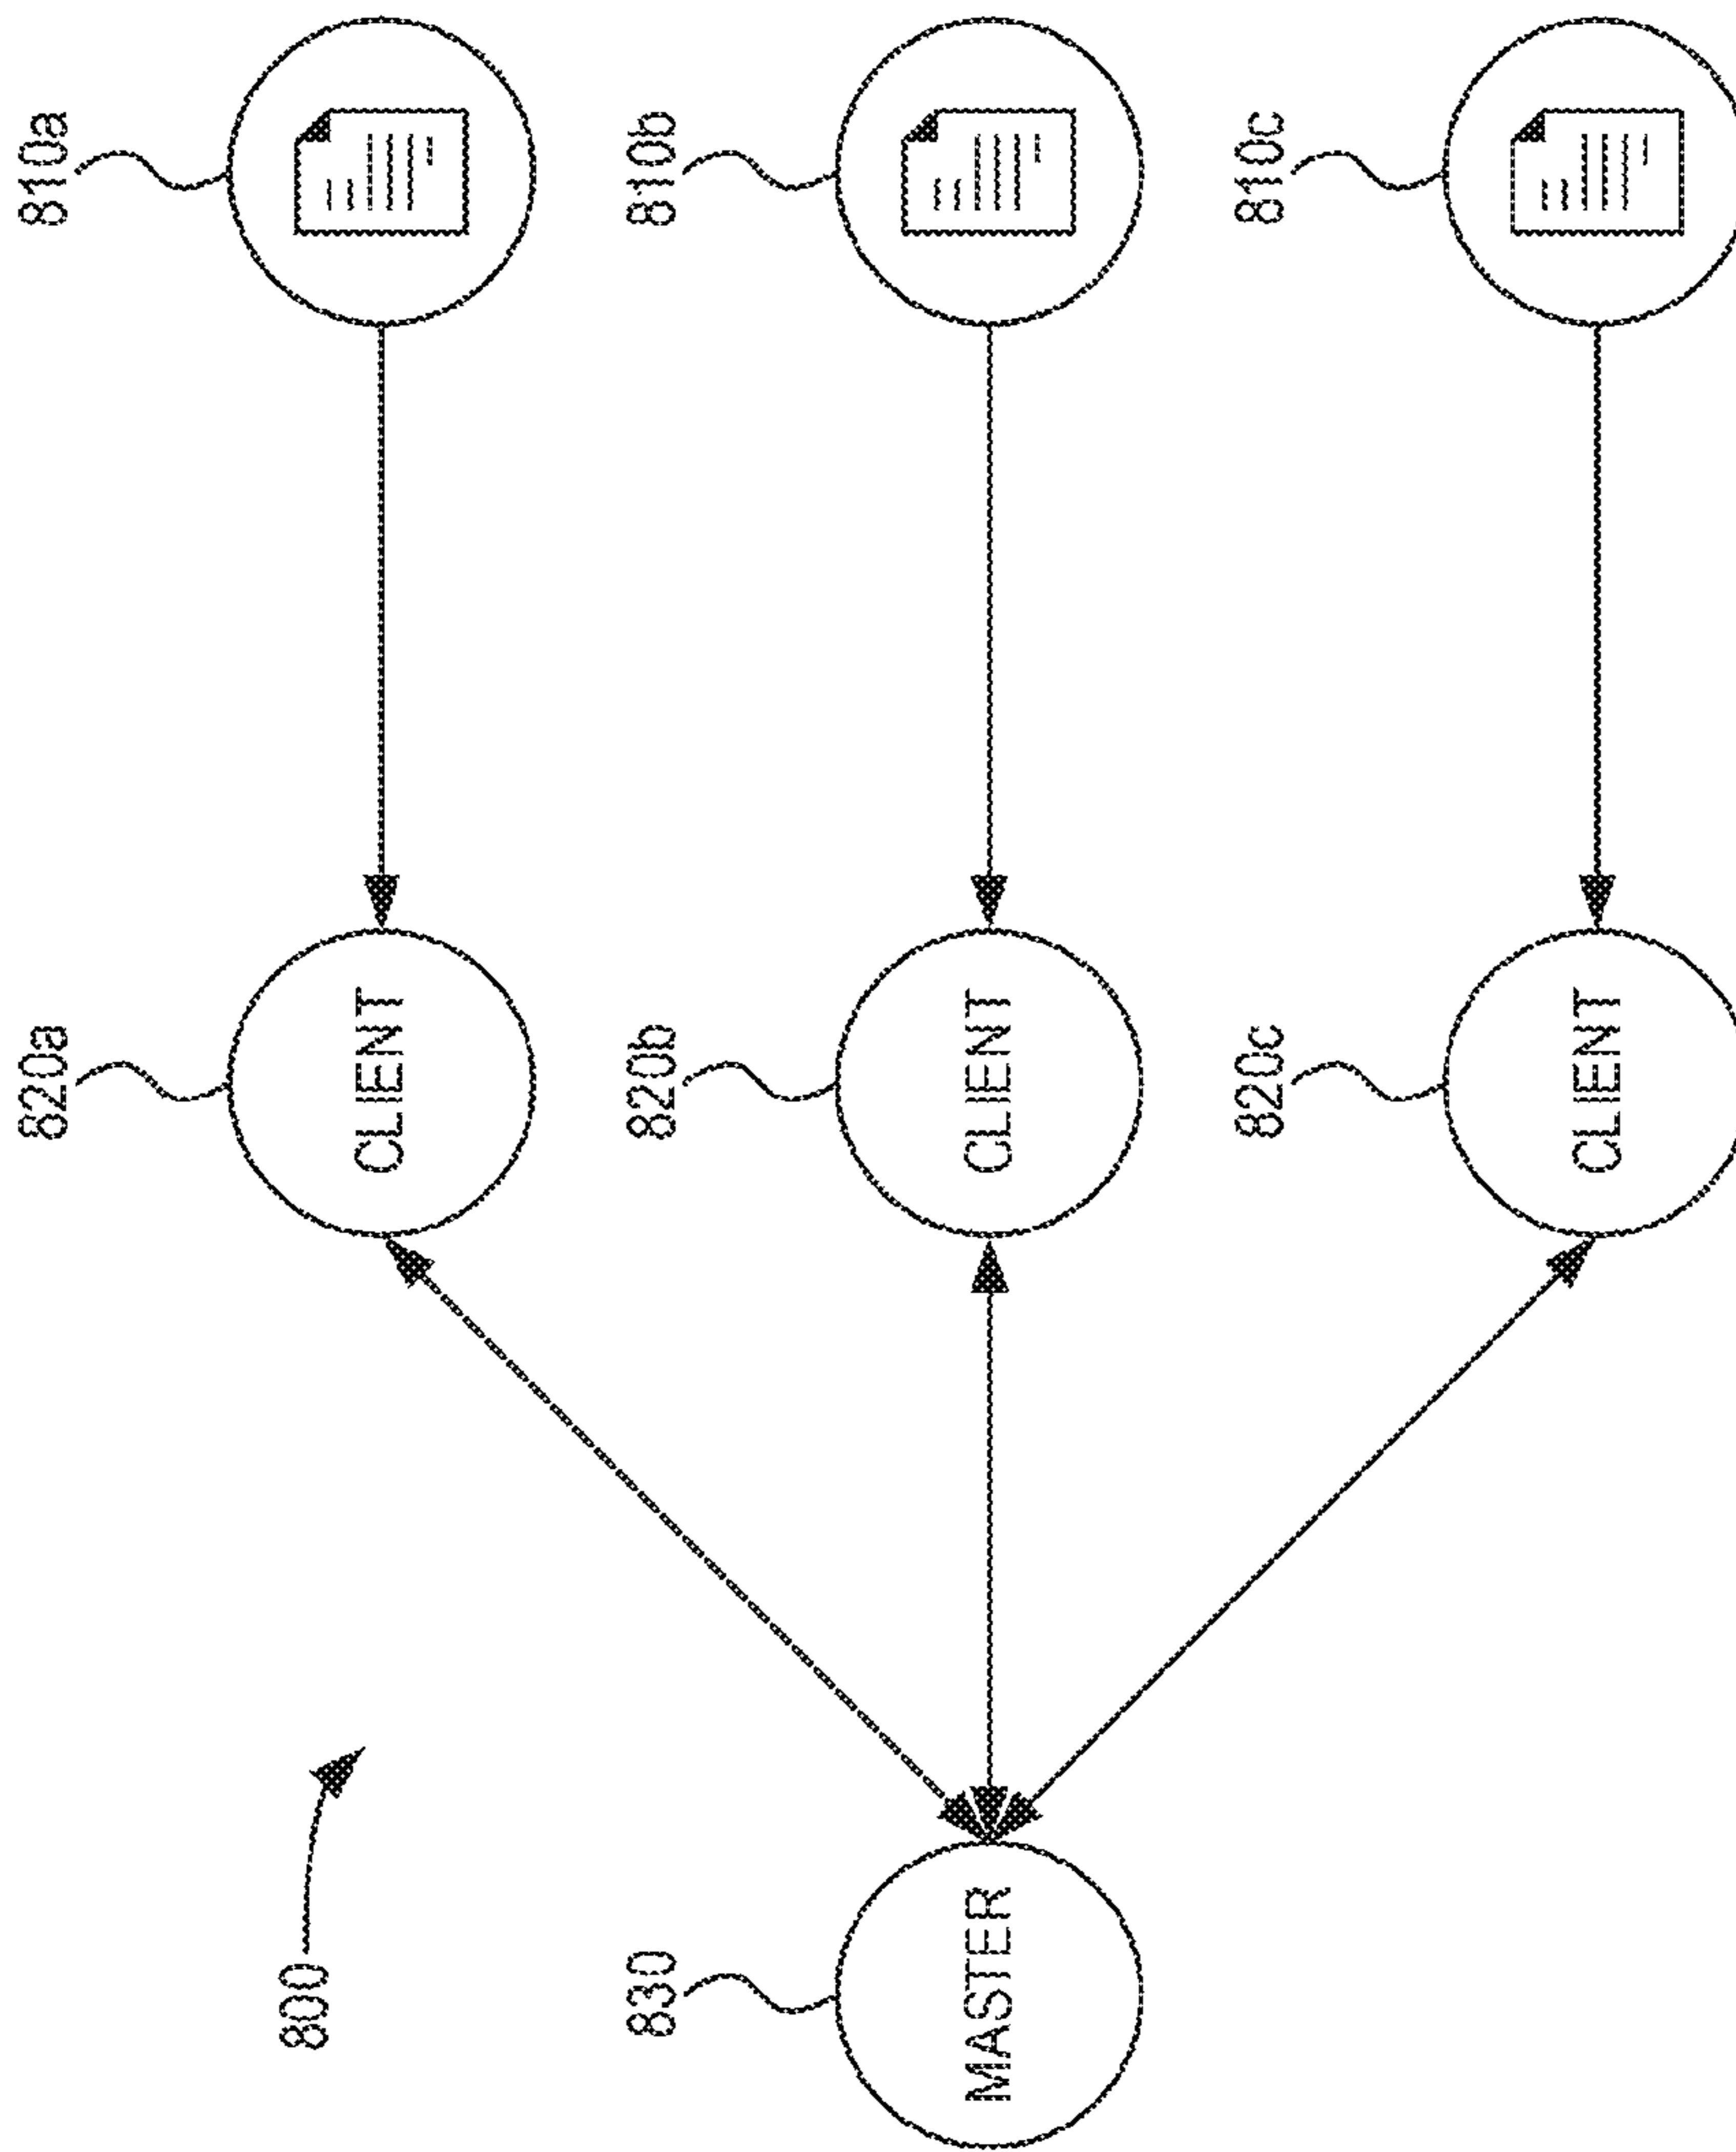 820a 810a
800
CLIENT
830 820b 810b
MASTER CLIENT
820c 810c
CLIENT